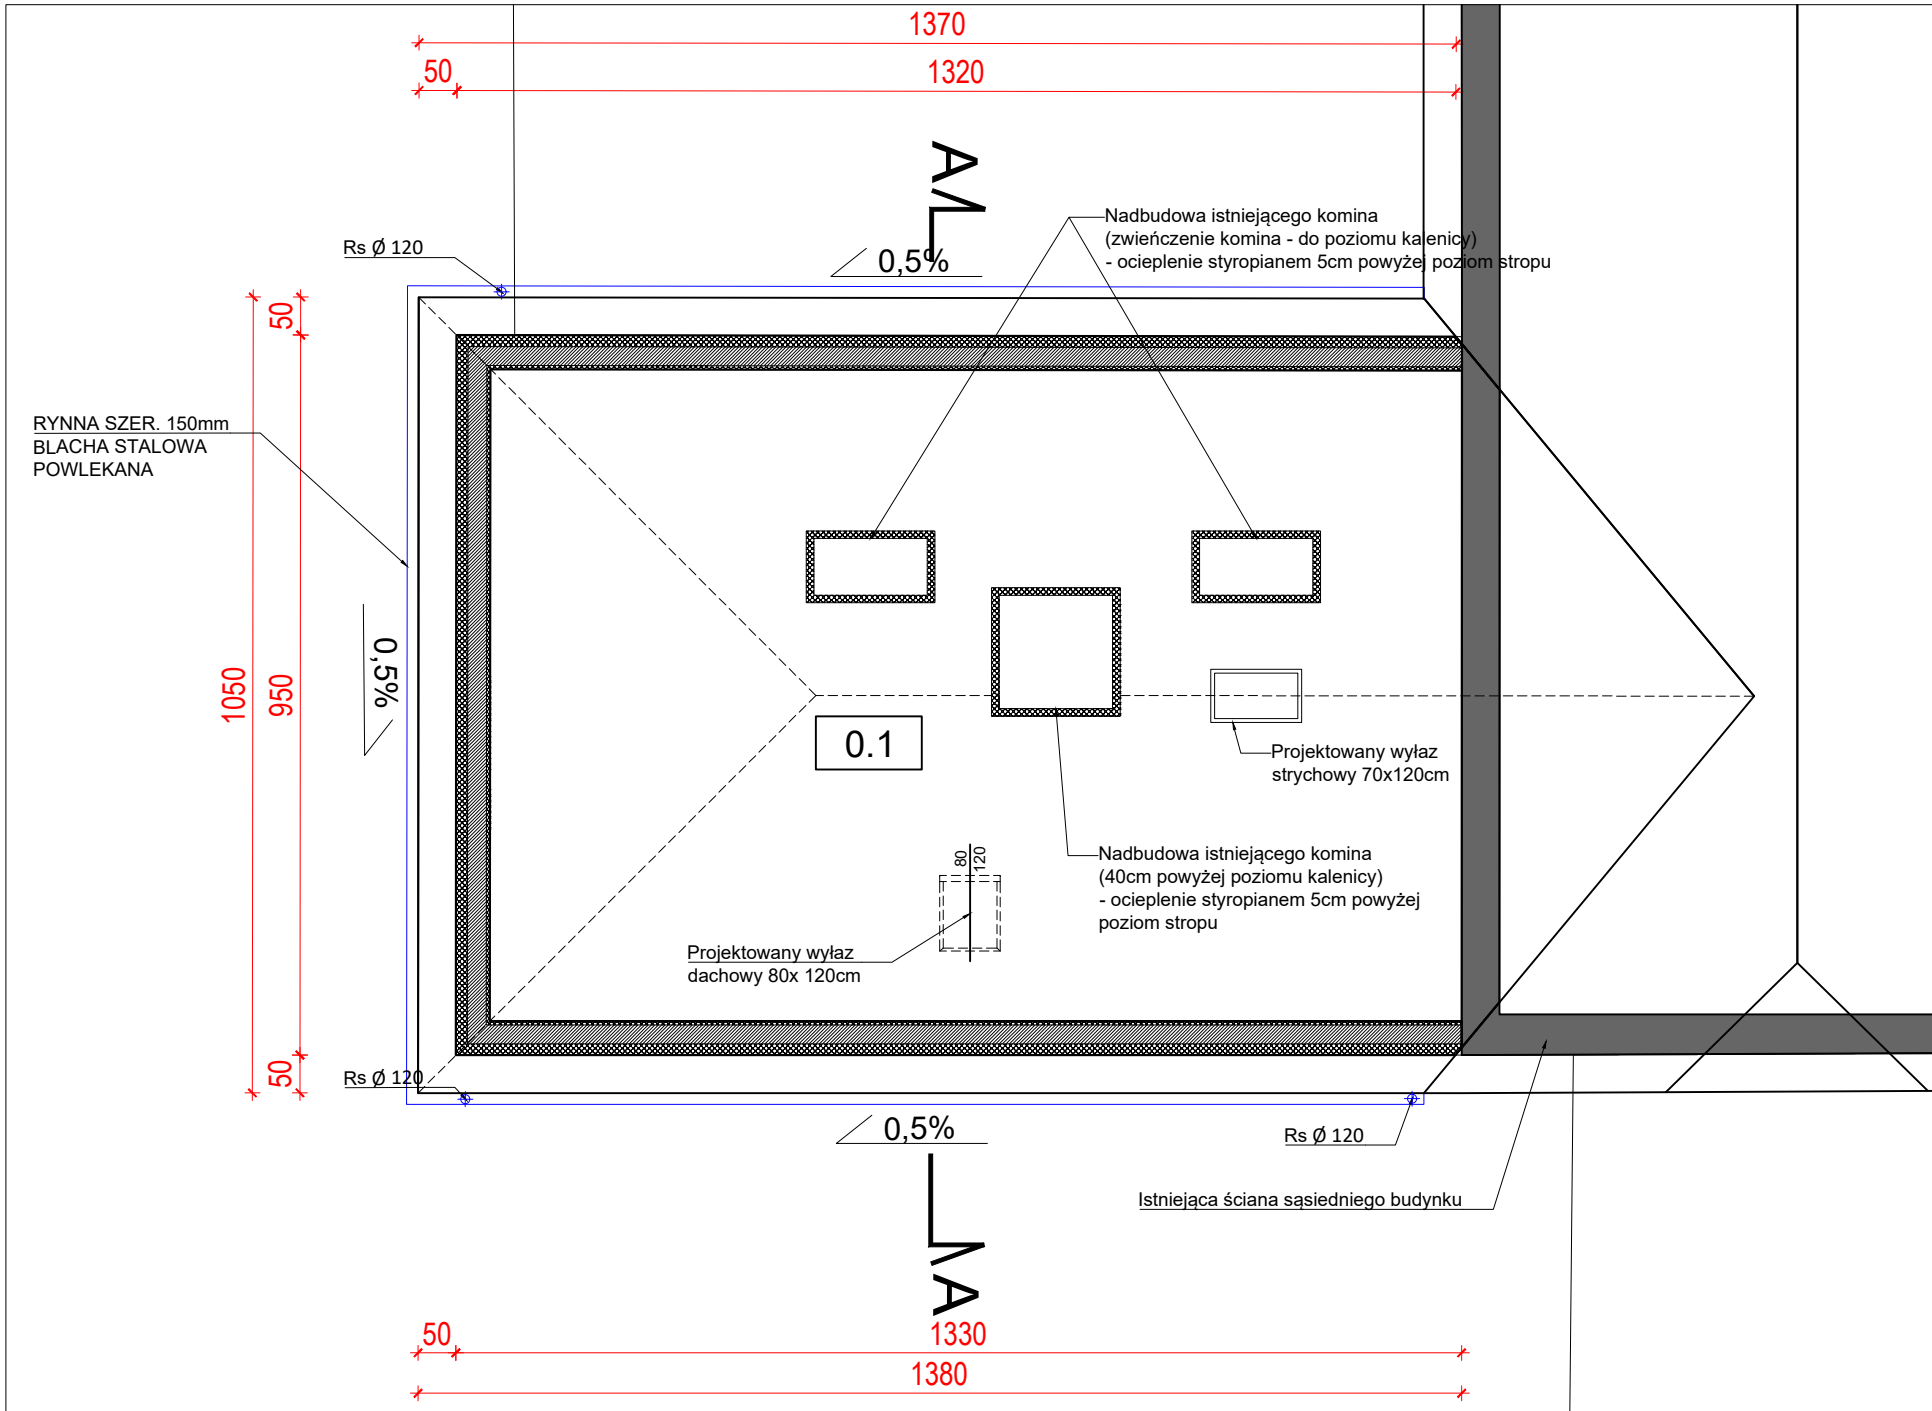 1370
50
1320
A
Nadbudowa istniejącego komina
(zwieńczenie komina - do poziomu kalenicy)
- ocieplenie styropianem 5cm powyżej poziom stropu
Rs Ø 120
0,5%
50
RYNNA SZER. 150mm
BLACHA STALOWA
POWLEKANA
0,5%
1050
950
0.1
Projektowany wyłaz
strychowy 70x120cm
80
120
Nadbudowa istniejącego komina
(40cm powyżej poziomu kalenicy)
- ocieplenie styropianem 5cm powyżej
poziom stropu
Projektowany wyłaz
dachowy 80x 120cm
50
Rs Ø 120
0,5%
Rs Ø 120
Istniejąca ściana sąsiedniego budynku
A
50
1330
1380